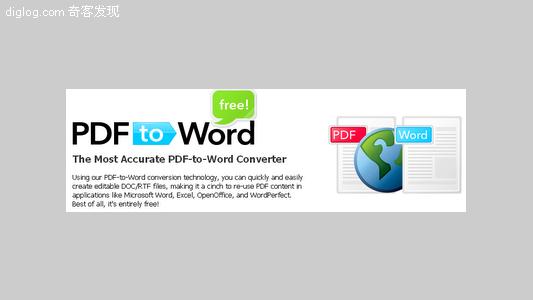 diglog.com 奇客发现
free!
PDF to Word
The Most Accurate PDF-to-Word Converter
Using our PDF-to-Word conversion technology, you can quickly and easily
create editable DOC/RTF files, making it a cinch to re-use PDF content in
applications like Microsoft Word, Excel, OpenOffice, and WordPerfect.
Best of all, it's entirely free!
PDF
Word